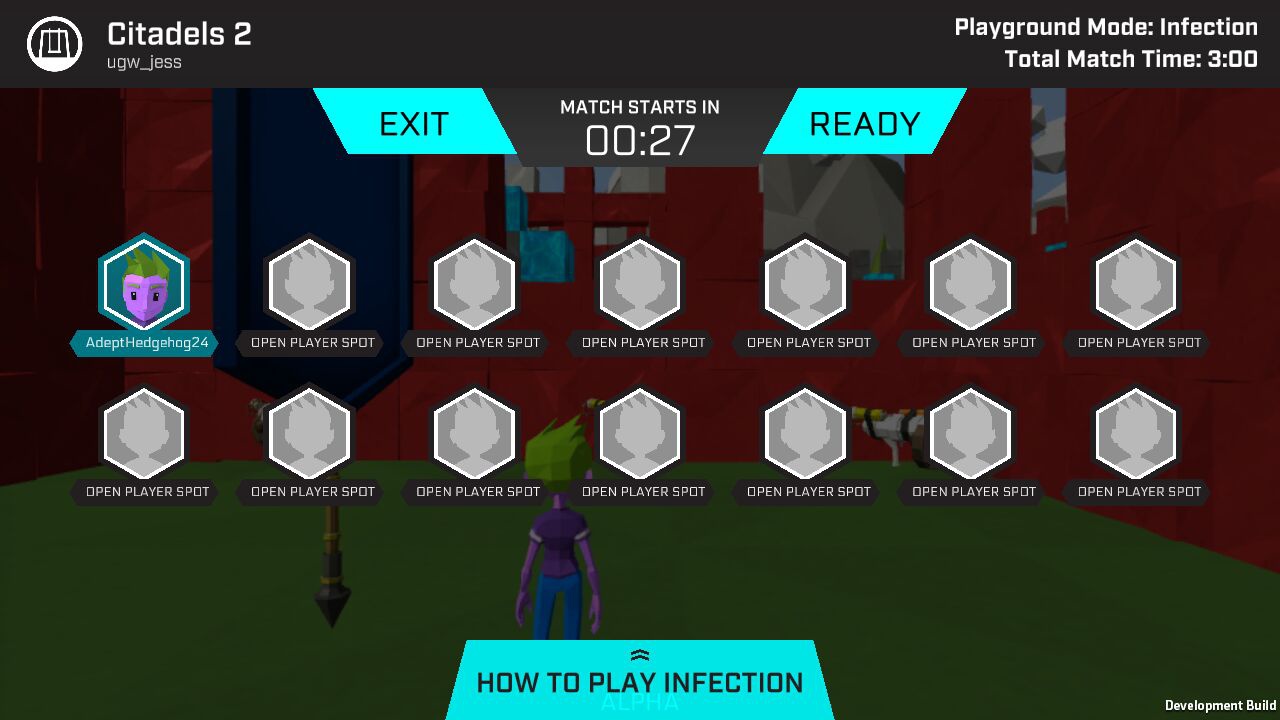 Citadels 2
ugw_jess
Playground Mode: Infection
Total Match Time: 3:00
EXIT
MATCH STARTS IN
00:27
READY
AdeptHedgehog24
OPEN PLAYER SPOT
OPEN PLAYER SPOT
OPEN PLAYER SPOT
OPEN PLAYER SPOT
OPEN PLAYER SPOT
OPEN PLAYER SPOT
OPEN PLAYER SPOT
OPEN PLAYER SPOT
OPEN PLAYER SPOT
OPEN PLAYER SPOT
OPEN PLAYER SPOT
OPEN PLAYER SPOT
OPEN PLAYER SPOT
HOW TO PLAY INFECTION
ALPHA
Development Build